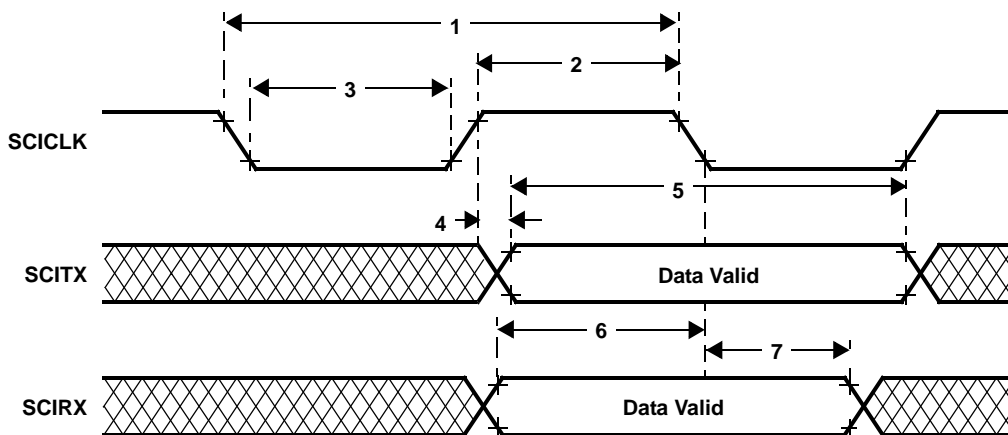 1
2
3
SCICLK
5
4
SCITX
Data Valid
6
7
SCIRX
Data Valid